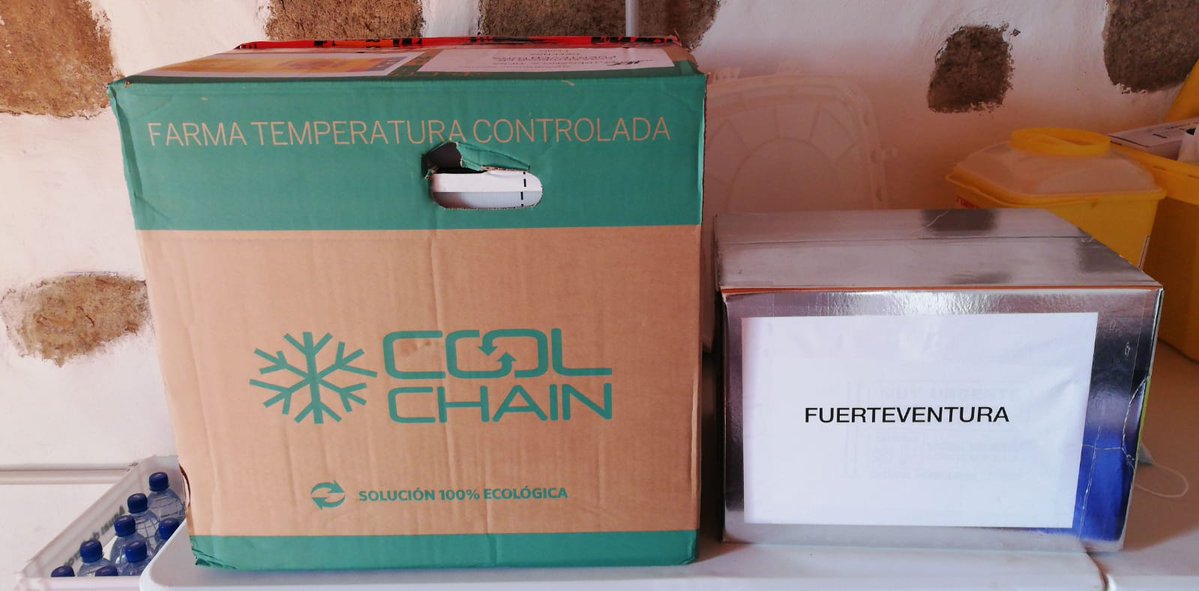 FARMA TEMPERATURA CONTROLADA
COOL
CHAIN
SOLUCIÓN 100% ECOLÓGICA
FUERTEVENTURA